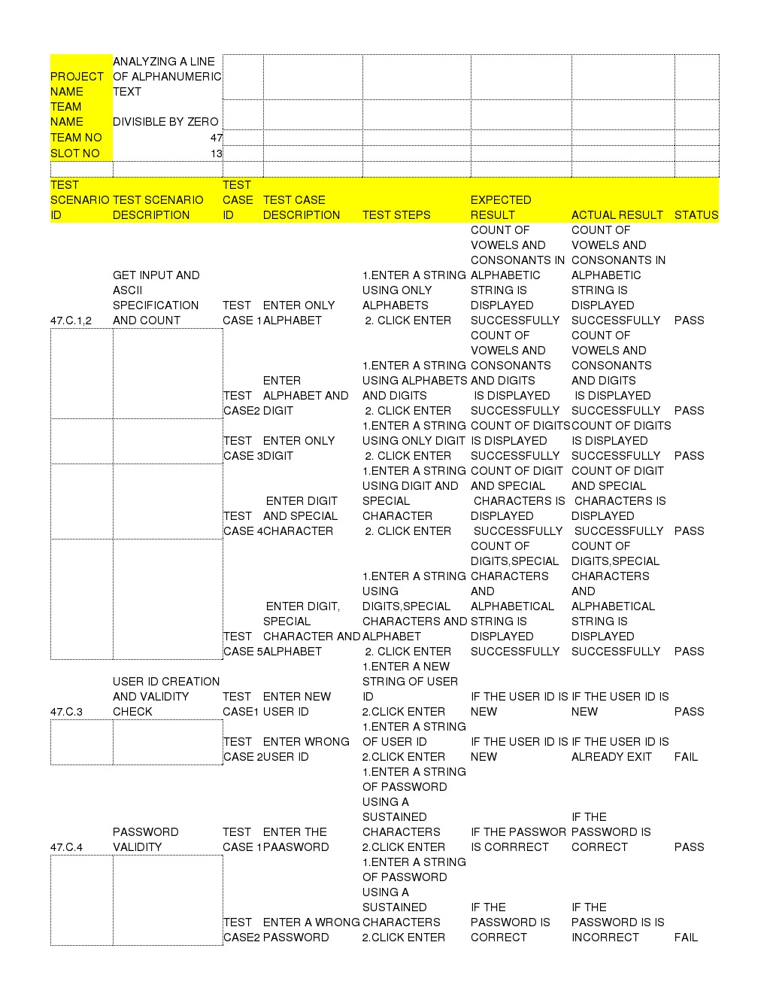 PROJECT NAME ANALYZING A LINE OF ALPHANUMERIC TEXT
TEAM NAME DIVISIBLE BY ZERO
TEAM NO 47
SLOT NO 13
TEST SCENARIO ID TEST SCENARIO DESCRIPTION TEST CASE ID TEST CASE DESCRIPTION TEST STEPS EXPECTED RESULT ACTUAL RESULT STATUS
47.C.1,2 GET INPUT AND ASCII SPECIFICATION AND COUNT TEST CASE 1 ENTER ONLY ALPHABET 1.ENTER A STRING USING ONLY ALPHABETS 2. CLICK ENTER COUNT OF VOWELS AND CONSONANTS IN ALPHABETIC STRING IS DISPLAYED SUCCESSFULLY COUNT OF VOWELS AND CONSONANTS IN ALPHABETIC STRING IS DISPLAYED SUCCESSFULLY PASS
TEST CASE2 ENTER ALPHABET AND DIGIT 1.ENTER A STRING USING ALPHABETS AND DIGITS 2. CLICK ENTER COUNT OF VOWELS AND CONSONANTS AND DIGITS IS DISPLAYED SUCCESSFULLY COUNT OF VOWELS AND CONSONANTS AND DIGITS IS DISPLAYED SUCCESSFULLY PASS
TEST CASE 3 ENTER ONLY DIGIT 1.ENTER A STRING USING ONLY DIGIT 2. CLICK ENTER COUNT OF DIGITS IS DISPLAYED SUCCESSFULLY COUNT OF DIGITS IS DISPLAYED SUCCESSFULLY PASS
TEST CASE 4 ENTER DIGIT AND SPECIAL CHARACTER 1.ENTER A STRING USING DIGIT AND SPECIAL CHARACTER 2. CLICK ENTER COUNT OF DIGIT AND SPECIAL CHARACTERS IS DISPLAYED SUCCESSFULLY COUNT OF DIGIT AND SPECIAL CHARACTERS IS DISPLAYED SUCCESSFULLY PASS
TEST CASE 5 ENTER DIGIT, SPECIAL CHARACTER AND ALPHABET 1.ENTER A STRING USING DIGITS,SPECIAL CHARACTERS AND ALPHABET 2. CLICK ENTER COUNT OF DIGITS,SPECIAL CHARACTERS AND ALPHABETICAL STRING IS DISPLAYED SUCCESSFULLY COUNT OF DIGITS,SPECIAL CHARACTERS AND ALPHABETICAL STRING IS DISPLAYED SUCCESSFULLY PASS
47.C.3 USER ID CREATION AND VALIDITY CHECK TEST CASE1 ENTER NEW USER ID 1.ENTER A NEW STRING OF USER ID 2.CLICK ENTER IF THE USER ID IS NEW IF THE USER ID IS NEW PASS
TEST CASE 2 ENTER WRONG USER ID 1.ENTER A STRING OF USER ID 2.CLICK ENTER IF THE USER ID IS NEW IF THE USER ID IS ALREADY EXIT FAIL
47.C.4 PASSWORD VALIDITY TEST CASE 1 ENTER THE PAASWORD 1.ENTER A STRING OF PASSWORD USING A SUSTAINED CHARACTERS 2.CLICK ENTER IF THE PASSWOR IS CORRRECT IF THE PASSWORD IS CORRECT PASS
TEST CASE2 ENTER A WRONG PASSWORD 1.ENTER A STRING OF PASSWORD USING A SUSTAINED CHARACTERS 2.CLICK ENTER IF THE PASSWORD IS CORRECT IF THE PASSWORD IS IS INCORRECT FAIL